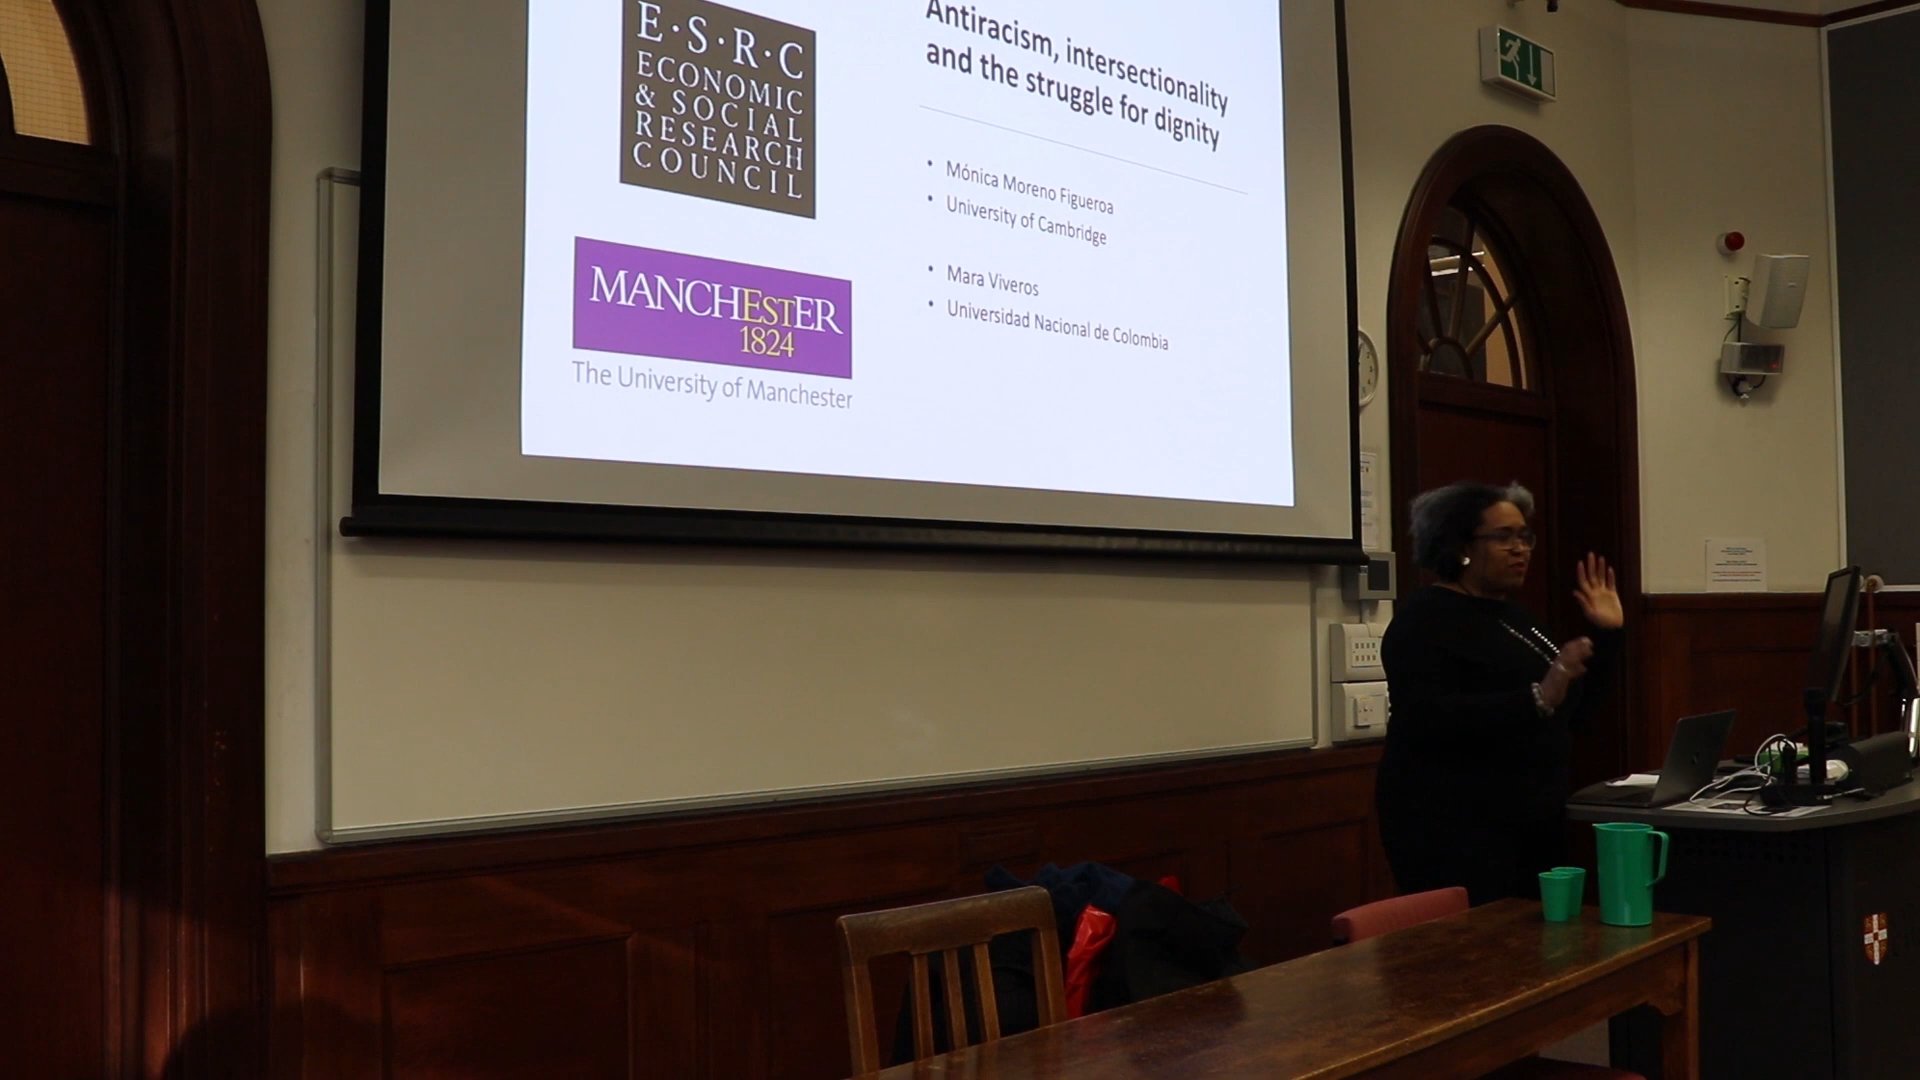 E·S·R·C
ECONOMIC
& SOCIAL
RESEARCH
COUNCIL
MANCHESTER
1824
The University of Manchester
Antiracism, intersectionality
and the struggle for dignity
• Mónica Moreno Figueroa
• University of Cambridge
• Mara Viveros
• Universidad Nacional de Colombia